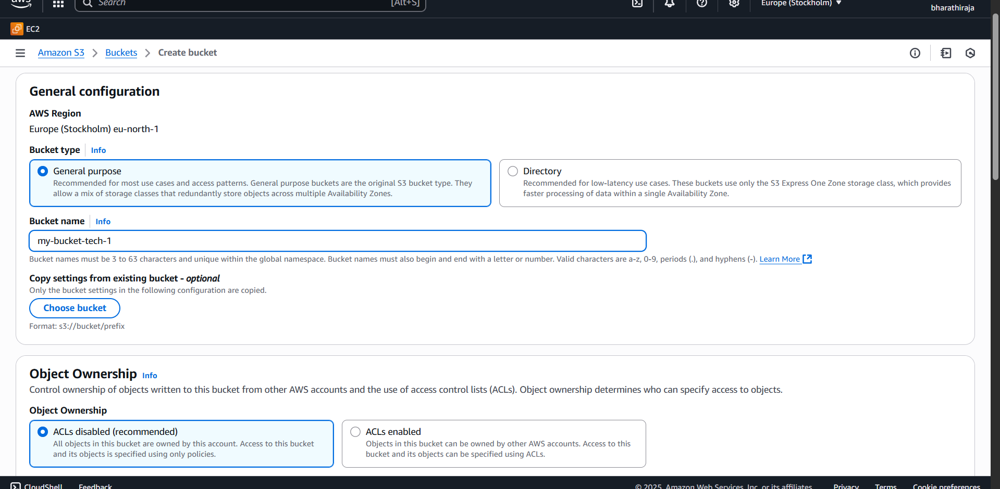 aws
Search
[Alt+S]
Europe (Stockholm) ▼
bharathiraja
EC2
Amazon S3 > Buckets > Create bucket
General configuration
AWS Region
Europe (Stockholm) eu-north-1
Bucket type Info
General purpose
Recommended for most use cases and access patterns. General purpose buckets are the original S3 bucket type. They
allow a mix of storage classes that redundantly store objects across multiple Availability Zones.
Directory
Recommended for low-latency use cases. These buckets use only the S3 Express One Zone storage class, which provides
faster processing of data within a single Availability Zone.
Bucket name Info
my-bucket-tech-1
Bucket names must be 3 to 63 characters and unique within the global namespace. Bucket names must also begin and end with a letter or number. Valid characters are a-z, 0-9, periods (.), and hyphens (-). Learn More
Copy settings from existing bucket - optional
Only the bucket settings in the following configuration are copied.
Choose bucket
Format: s3://bucket/prefix
Object Ownership Info
Control ownership of objects written to this bucket from other AWS accounts and the use of access control lists (ACLs). Object ownership determines who can specify access to objects.
Object Ownership
ACLs disabled (recommended)
All objects in this bucket are owned by this account. Access to this bucket
and its objects is specified using only policies.
ACLs enabled
Objects in this bucket can be owned by other AWS accounts. Access to this
bucket and its objects can be specified using ACLs.
CloudShell Feedback © 2025, Amazon Web Services, Inc. or its affiliates. Privacy Terms Cookie preferences